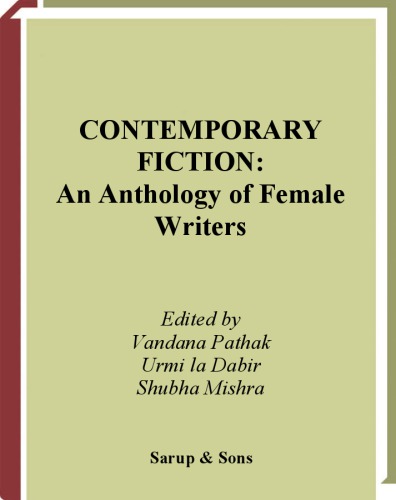 CONTEMPORARY
FICTION:
An Anthology of Female
Writers
Edited by
Vandana Pathak
Urmi la Dabir
Shubha Mishra
Sarup & Sons